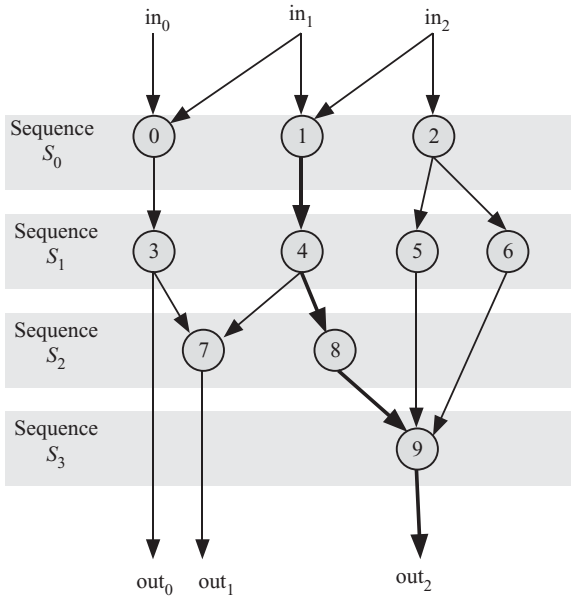 in₀ in₁ in₂
Sequence
S₀
0 1 2
Sequence
S₁
3 4 5 6
Sequence
S₂
7 8
Sequence
S₃
9
out₀ out₁ out₂